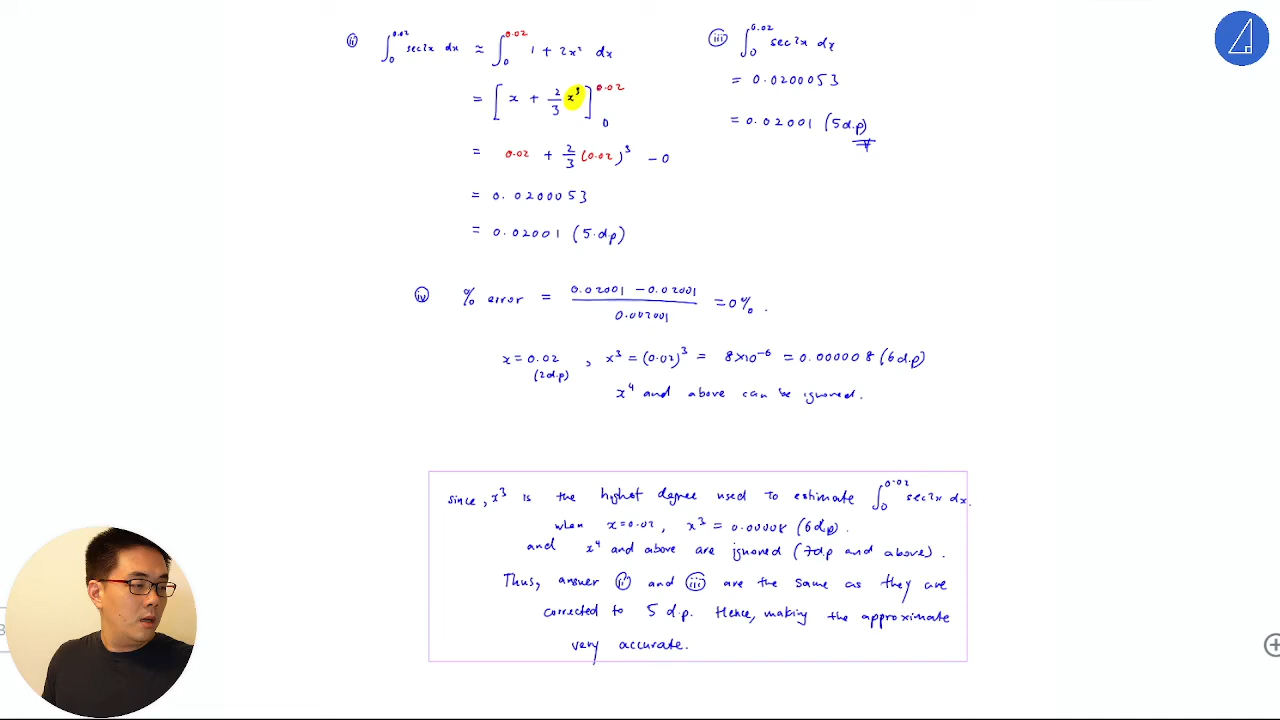 (ii) ∫₀^0.02 sec2x dx ≈ ∫₀^0.02 1 + 2x² dx
= [x + 2/3 x³]₀^0.02
= 0.02 + 2/3 (0.02)³ - 0
= 0.0200053
= 0.02001 (5.d.p)
(iii) ∫₀^0.02 sec2x dx
= 0.0200053
= 0.02001 (5d.p)
(iv) % error = (0.02001 - 0.02001)/0.002001 = 0%.
x = 0.02 , x³ = (0.02)³ = 8×10⁻⁶ = 0.000008 (6d.p)
(2d.p)
x⁴ and above can be ignored.
since, x³ is the highest degree used to estimate ∫₀^0.02 sec2x dx.
when x=0.02, x³ = 0.00008 (6d.p).
and x⁴ and above are ignored (7dp and above).
Thus, answer (ii) and (iii) are the same as they are
corrected to 5 d.p. Hence, making the approximate
very accurate.
3